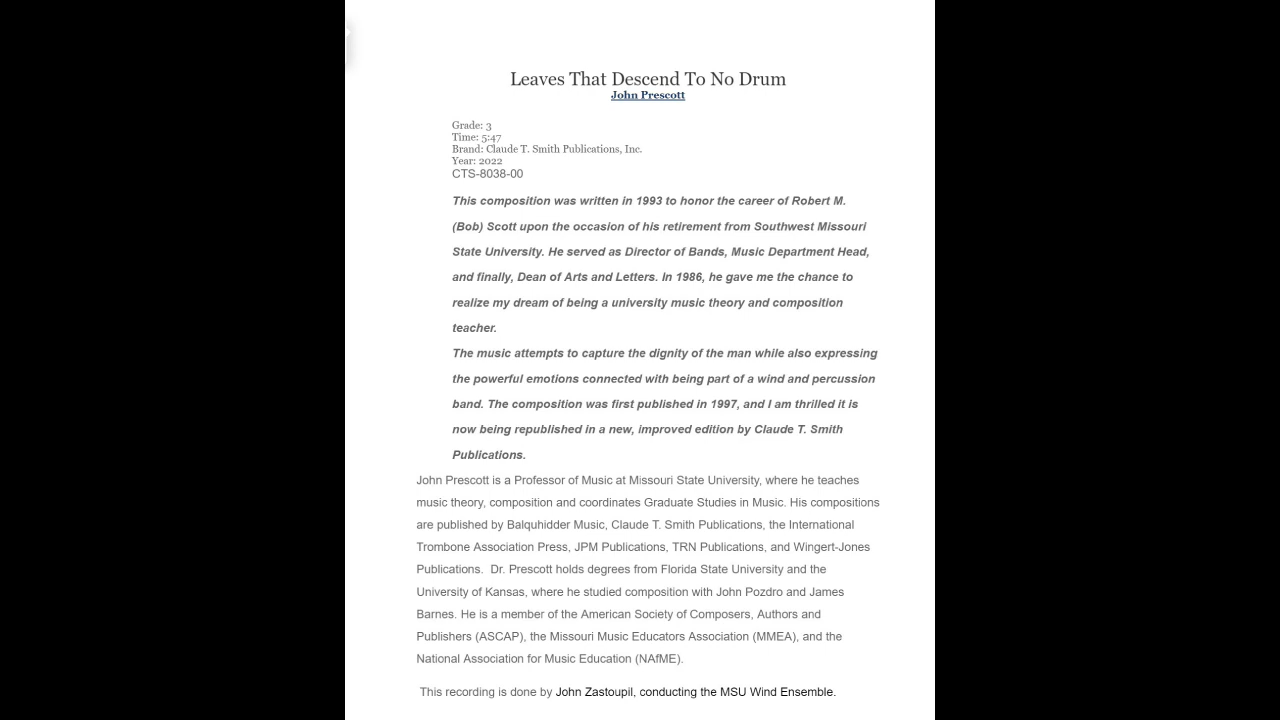 Leaves That Descend To No Drum
John Prescott
Grade: 3
Time: 5:47
Brand: Claude T. Smith Publications, Inc.
Year: 2022
CTS-8038-00
This composition was written in 1993 to honor the career of Robert M.
(Bob) Scott upon the occasion of his retirement from Southwest Missouri
State University. He served as Director of Bands, Music Department Head,
and finally, Dean of Arts and Letters. In 1986, he gave me the chance to
realize my dream of being a university music theory and composition
teacher.
The music attempts to capture the dignity of the man while also expressing
the powerful emotions connected with being part of a wind and percussion
band. The composition was first published in 1997, and I am thrilled it is
now being republished in a new, improved edition by Claude T. Smith
Publications.
John Prescott is a Professor of Music at Missouri State University, where he teaches
music theory, composition and coordinates Graduate Studies in Music. His compositions
are published by Balquhidder Music, Claude T. Smith Publications, the International
Trombone Association Press, JPM Publications, TRN Publications, and Wingert-Jones
Publications.  Dr. Prescott holds degrees from Florida State University and the
University of Kansas, where he studied composition with John Pozdro and James
Barnes. He is a member of the American Society of Composers, Authors and
Publishers (ASCAP), the Missouri Music Educators Association (MMEA), and the
National Association for Music Education (NAfME).
This recording is done by John Zastoupil, conducting the MSU Wind Ensemble.